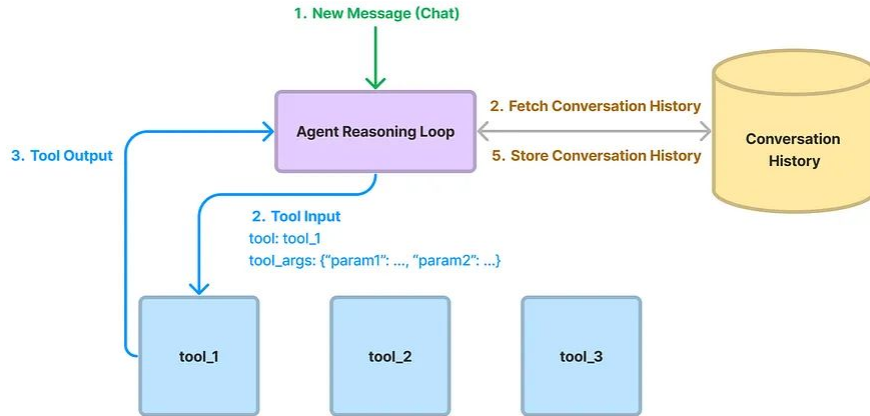 1. New Message (Chat)
Agent Reasoning Loop
2. Fetch Conversation History
5. Store Conversation History
Conversation
History
3. Tool Output
2. Tool Input
tool: tool_1
tool_args: {"param1": ..., "param2": ...}
tool_1
tool_2
tool_3